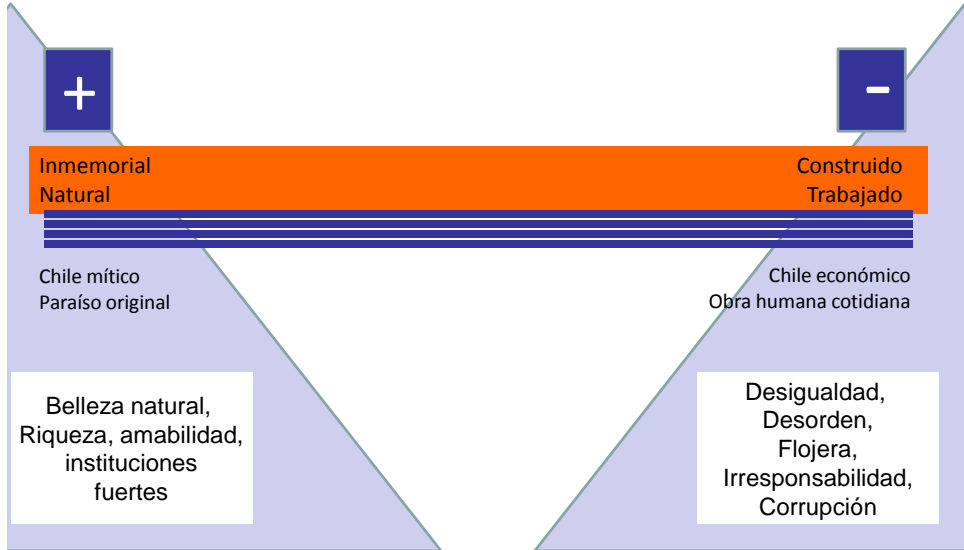 +
-
Inmemorial
Natural
Construido
Trabajado
Chile mítico
Paraíso original
Chile económico
Obra humana cotidiana
Belleza natural,
Riqueza, amabilidad,
instituciones
fuertes
Desigualdad,
Desorden,
Flojera,
Irresponsabilidad,
Corrupción